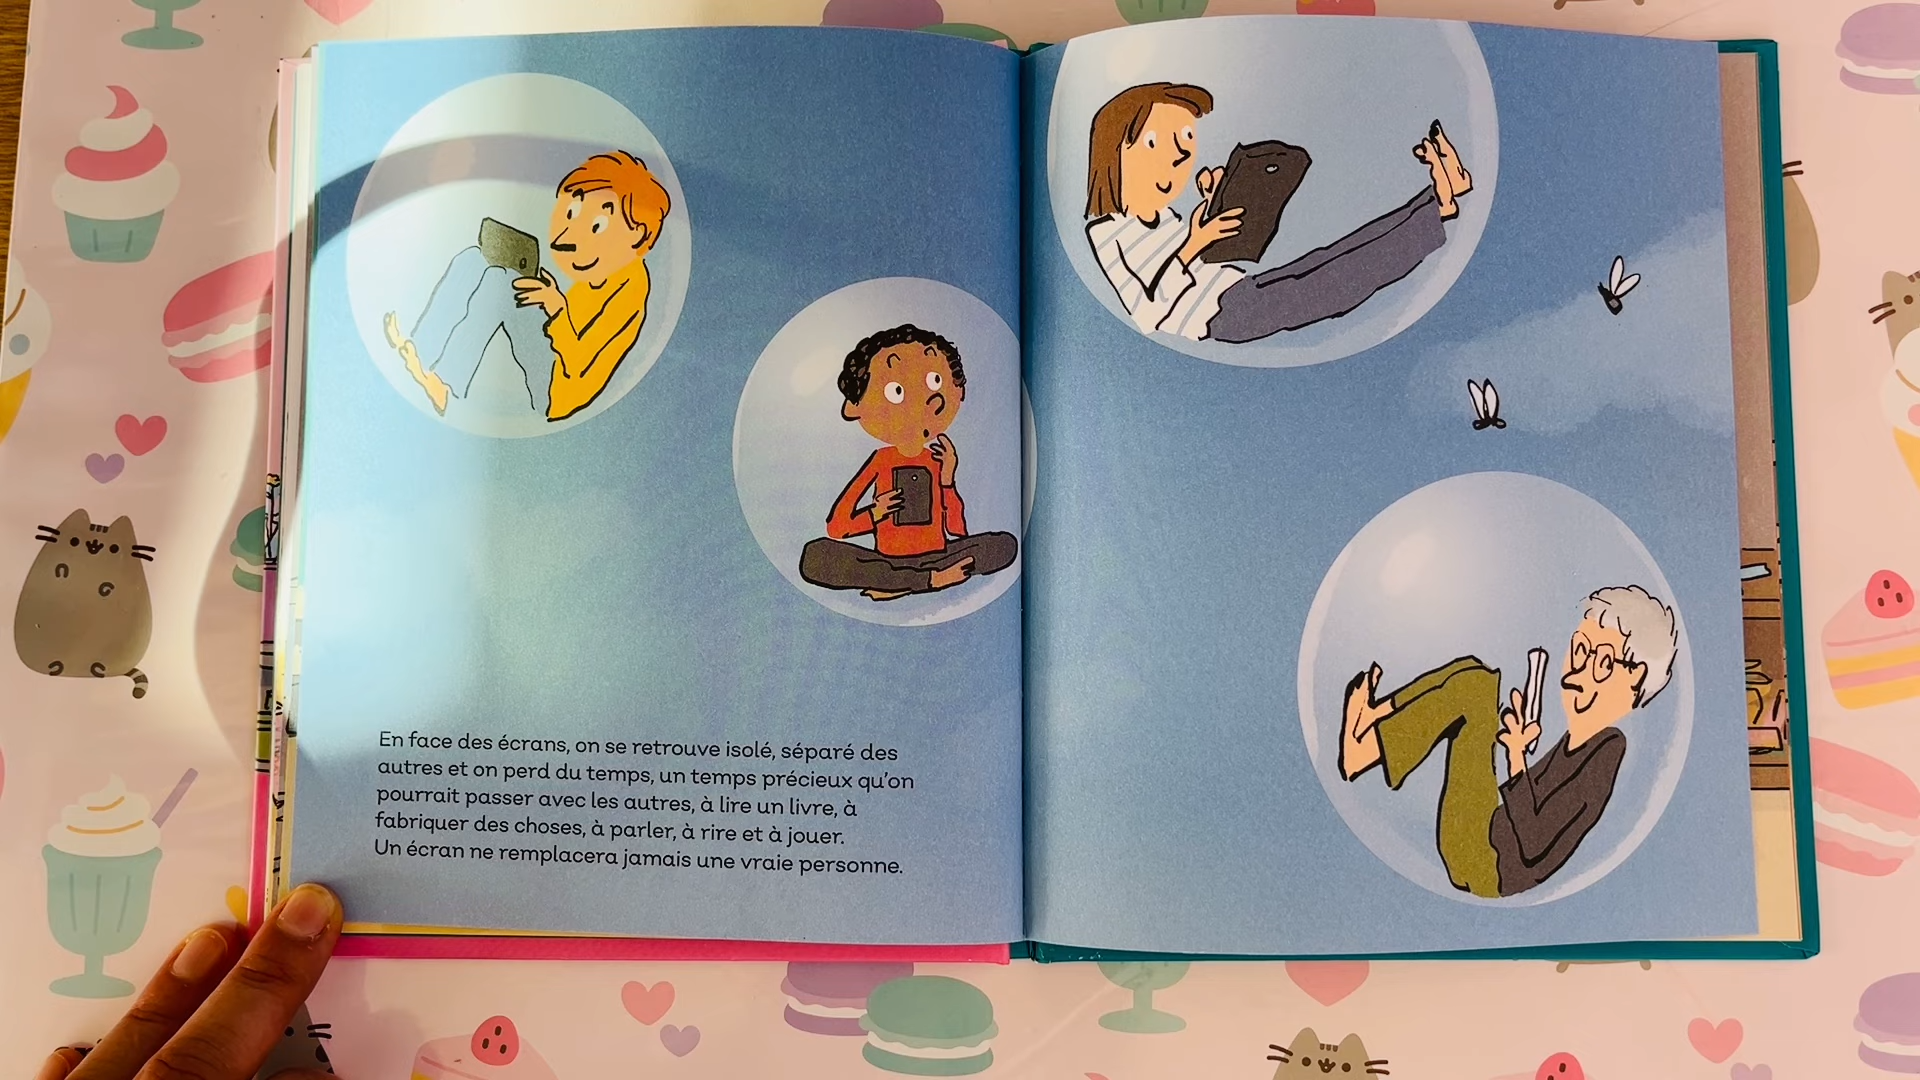 En face des écrans, on se retrouve isolé, séparé des
autres et on perd du temps, un temps précieux qu'on
pourrait passer avec les autres, à lire un livre, à
fabriquer des choses, à parler, à rire et à jouer.
Un écran ne remplacera jamais une vraie personne.